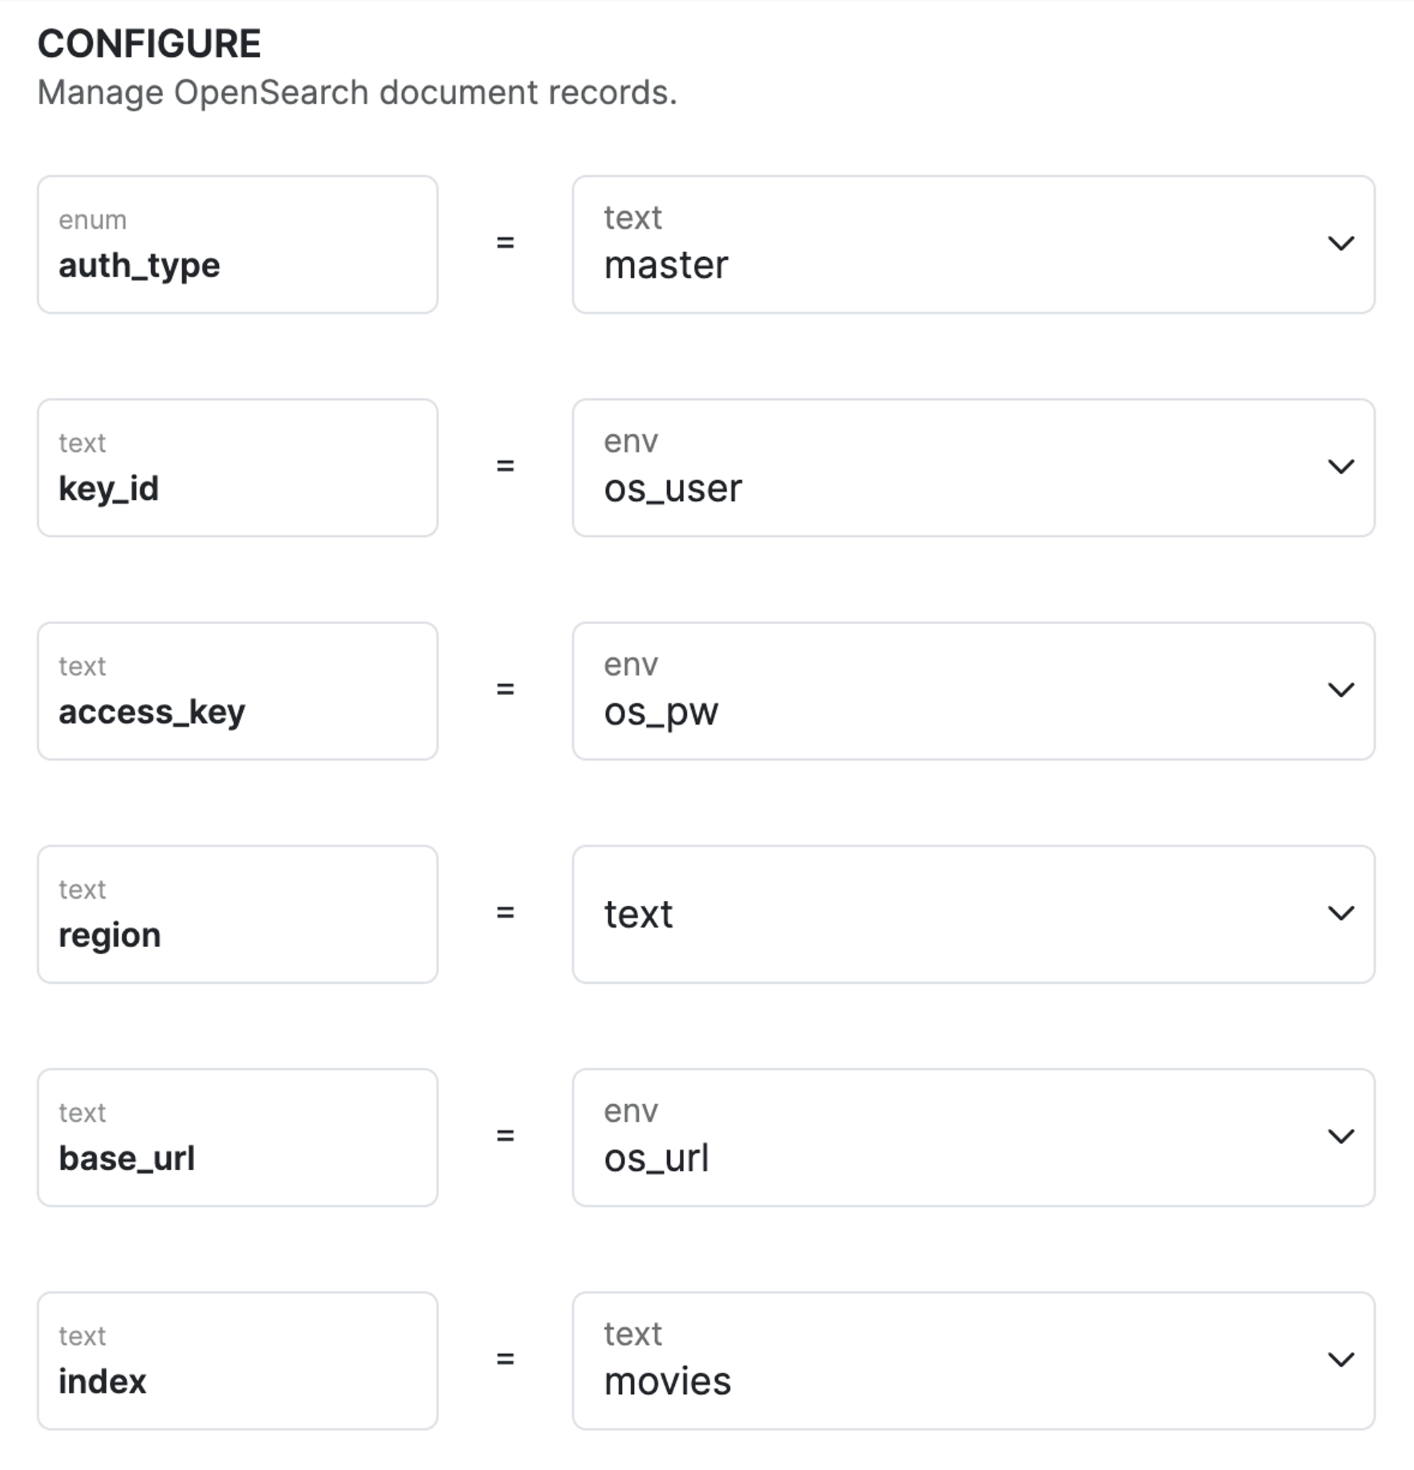 CONFIGURE
Manage OpenSearch document records.
enum
auth_type
=
text
master
text
key_id
=
env
os_user
text
access_key
=
env
os_pw
text
region
=
text
text
base_url
=
env
os_url
text
index
=
text
movies